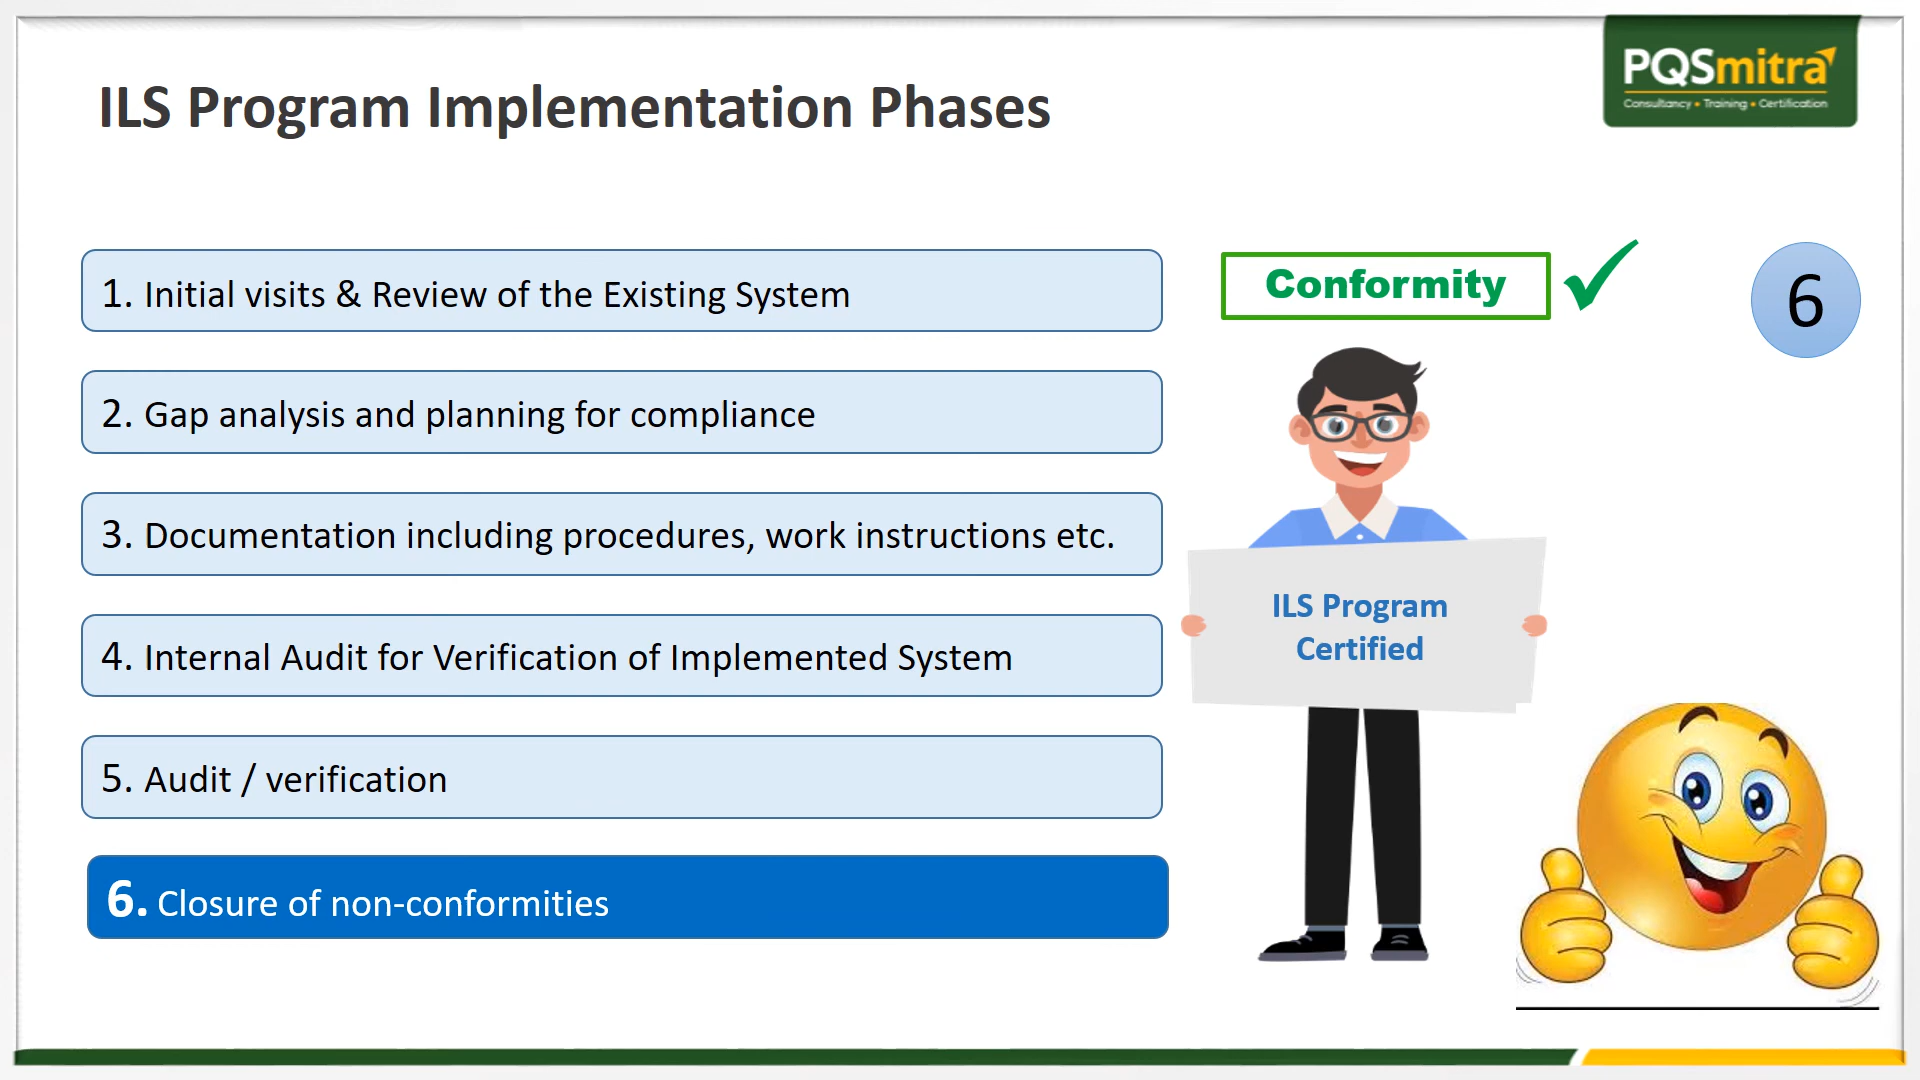 PQSmitra
Consultancy • Training • Certification
ILS Program Implementation Phases
1. Initial visits & Review of the Existing System
2. Gap analysis and planning for compliance
3. Documentation including procedures, work instructions etc.
4. Internal Audit for Verification of Implemented System
5. Audit / verification
6. Closure of non-conformities
Conformity
6
ILS Program
Certified